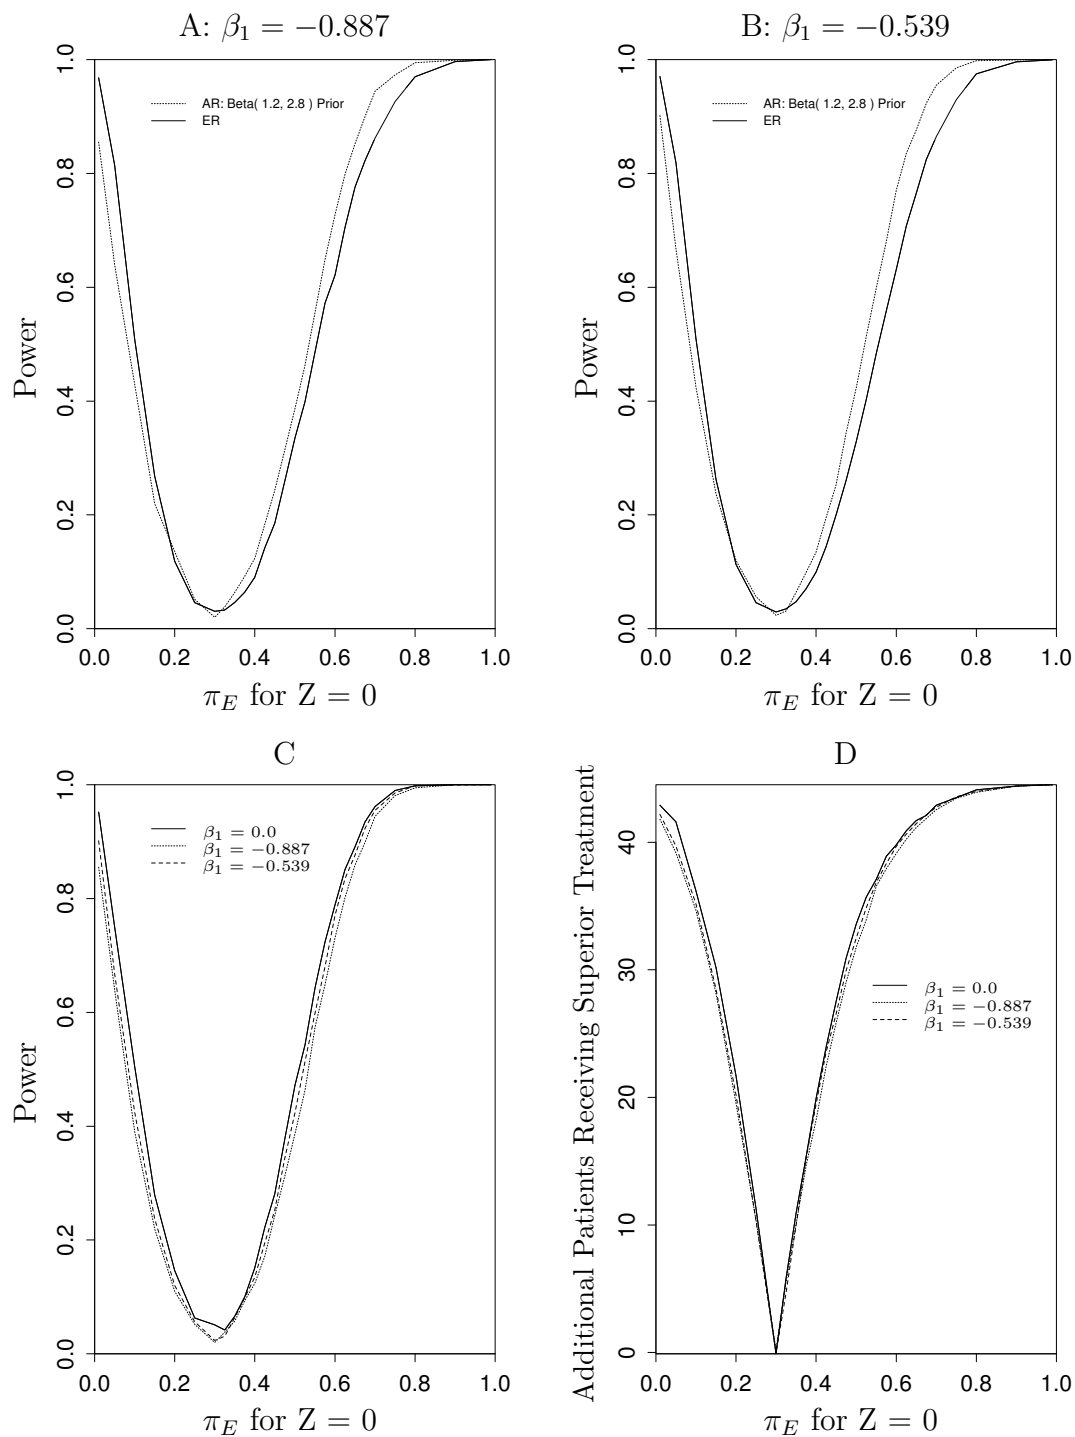 A: β₁ = −0.887
1.0
0.8
0.6
0.4
0.2
0.0
Power
AR: Beta( 1.2, 2.8 ) Prior
ER
0.0 0.2 0.4 0.6 0.8 1.0
π_E for Z = 0
B: β₁ = −0.539
1.0
0.8
0.6
0.4
0.2
0.0
Power
AR: Beta( 1.2, 2.8 ) Prior
ER
0.0 0.2 0.4 0.6 0.8 1.0
π_E for Z = 0
C
1.0
0.8
0.6
0.4
0.2
0.0
Power
β₁ = 0.0
β₁ = −0.887
β₁ = −0.539
0.0 0.2 0.4 0.6 0.8 1.0
π_E for Z = 0
D
40
30
20
10
0
Additional Patients Receiving Superior Treatment
β₁ = 0.0
β₁ = −0.887
β₁ = −0.539
0.0 0.2 0.4 0.6 0.8 1.0
π_E for Z = 0